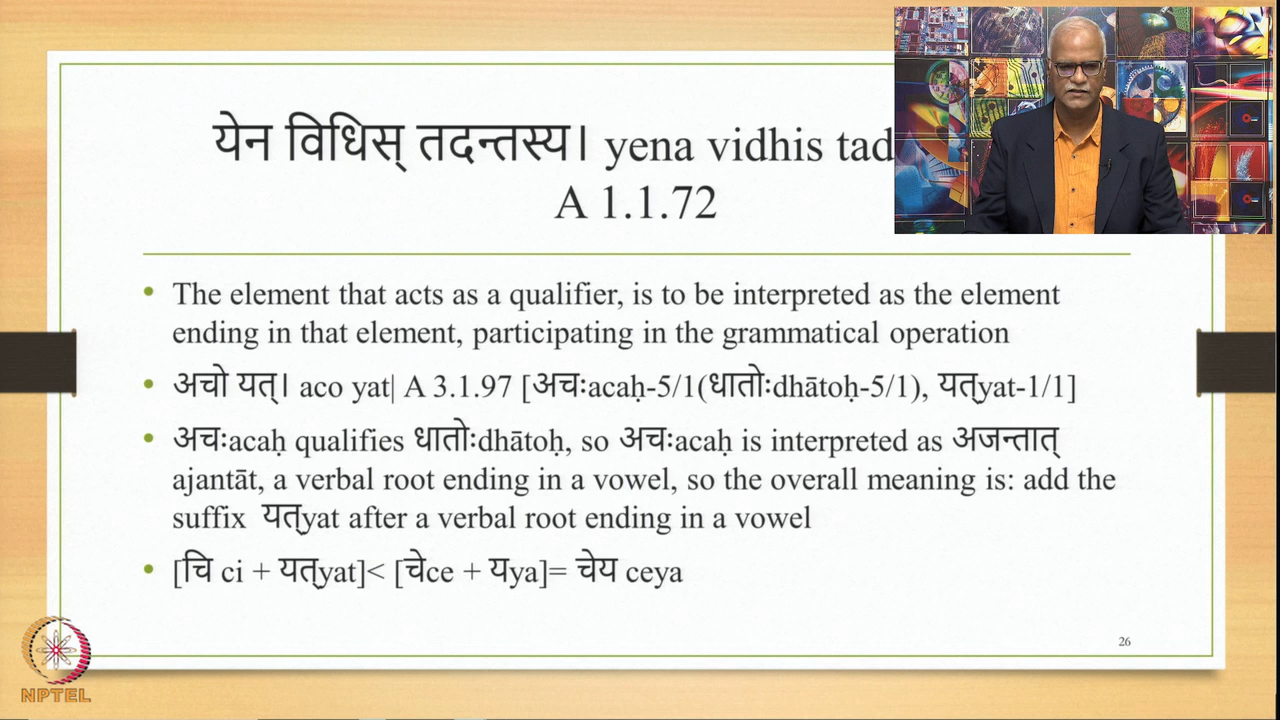 येन विधिस् तदन्तस्य। yena vidhis tad
A 1.1.72
• The element that acts as a qualifier, is to be interpreted as the element
ending in that element, participating in the grammatical operation
• अचो यत्। aco yat| A 3.1.97 [अचःacaḥ-5/1(धातोःdhātoḥ-5/1), यत्yat-1/1]
• अचःacaḥ qualifies धातोःdhātoḥ, so अचःacaḥ is interpreted as अजन्तात्
ajantāt, a verbal root ending in a vowel, so the overall meaning is: add the
suffix यत्yat after a verbal root ending in a vowel
• [चि ci + यत्yat]< [चेce + यya]= चेय ceya
26
NPTEL